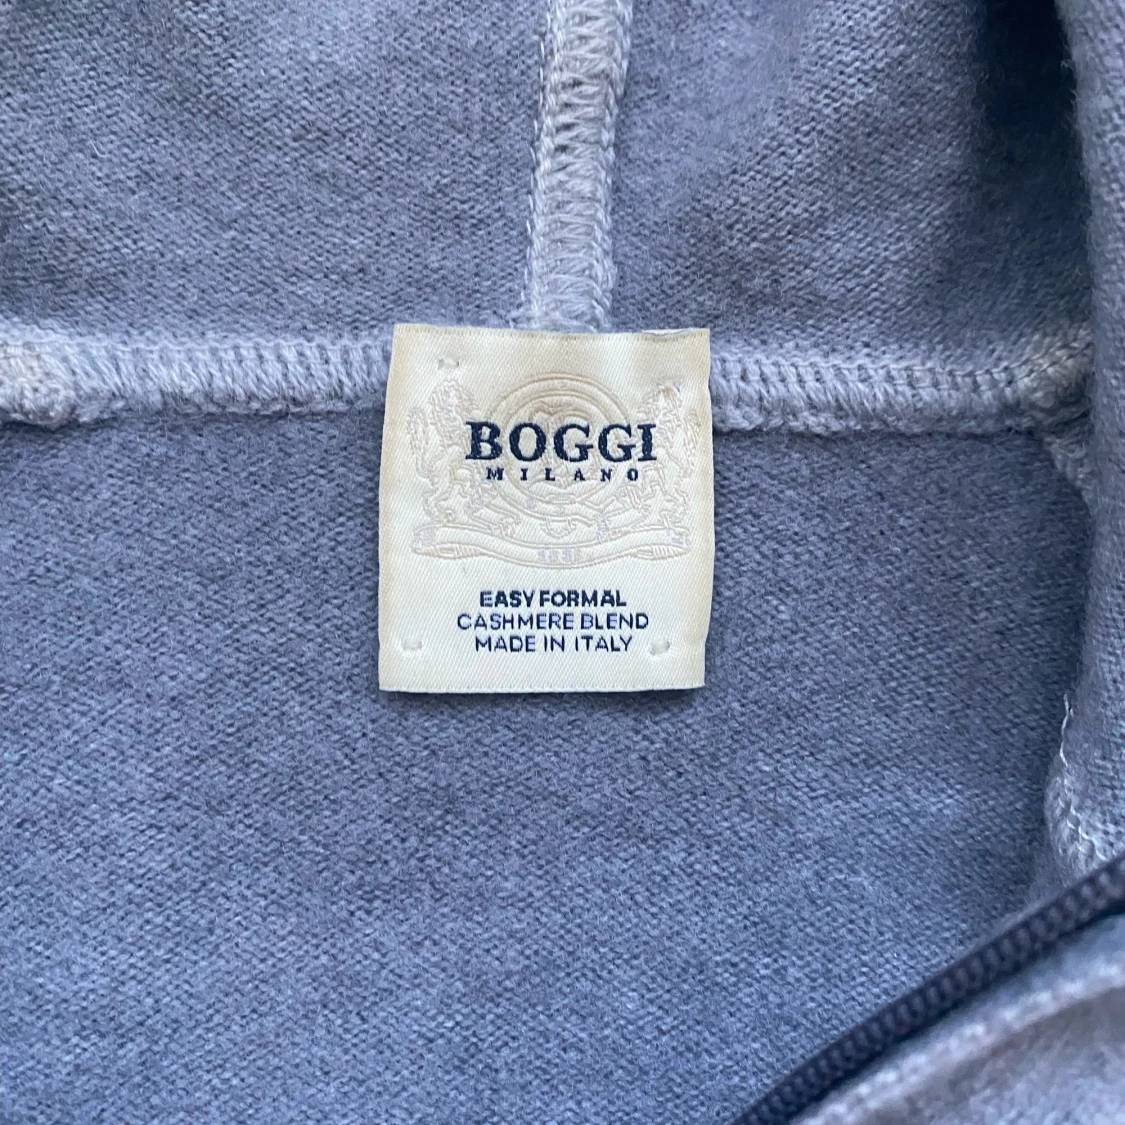 BOGGI
MILANO
EASY FORMAL
CASHMERE BLEND
MADE IN ITALY